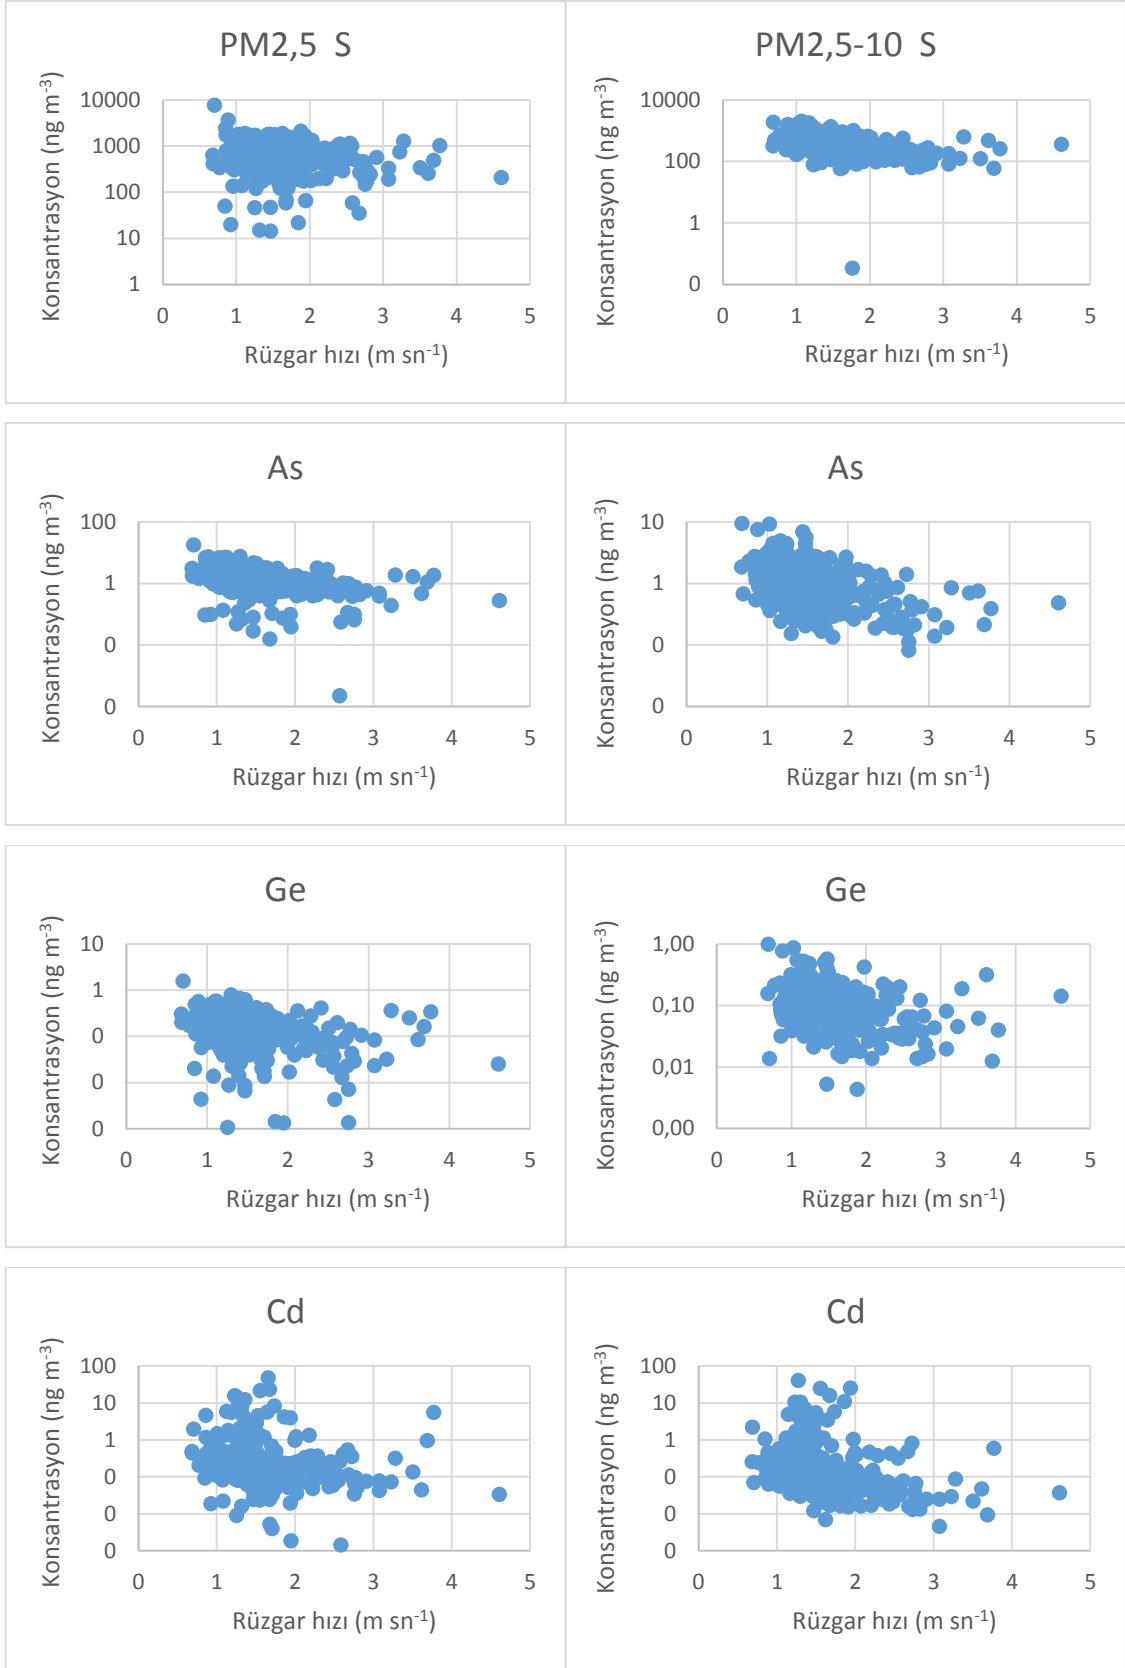 PM2,5 S
Konsantrasyon (ng m-3)
10000
1000
100
10
1
0 1 2 3 4 5
Rüzgar hızı (m sn-1)
PM2,5-10 S
Konsantrasyon (ng m-3)
10000
100
1
0
0 1 2 3 4 5
Rüzgar hızı (m sn-1)
As
Konsantrasyon (ng m-3)
100
1
0
0
0 1 2 3 4 5
Rüzgar hızı (m sn-1)
As
Konsantrasyon (ng m-3)
10
1
0
0
0 1 2 3 4 5
Rüzgar hızı (m sn-1)
Ge
Konsantrasyon (ng m-3)
10
1
0
0
0
0 1 2 3 4 5
Rüzgar hızı (m sn-1)
Ge
Konsantrasyon (ng m-3)
1,00
0,10
0,01
0,00
0 1 2 3 4 5
Rüzgar hızı (m sn-1)
Cd
Konsantrasyon (ng m-3)
100
10
1
0
0
0
0 1 2 3 4 5
Rüzgar hızı (m sn-1)
Cd
Konsantrasyon (ng m-3)
100
10
1
0
0
0
0 1 2 3 4 5
Rüzgar hızı (m sn-1)